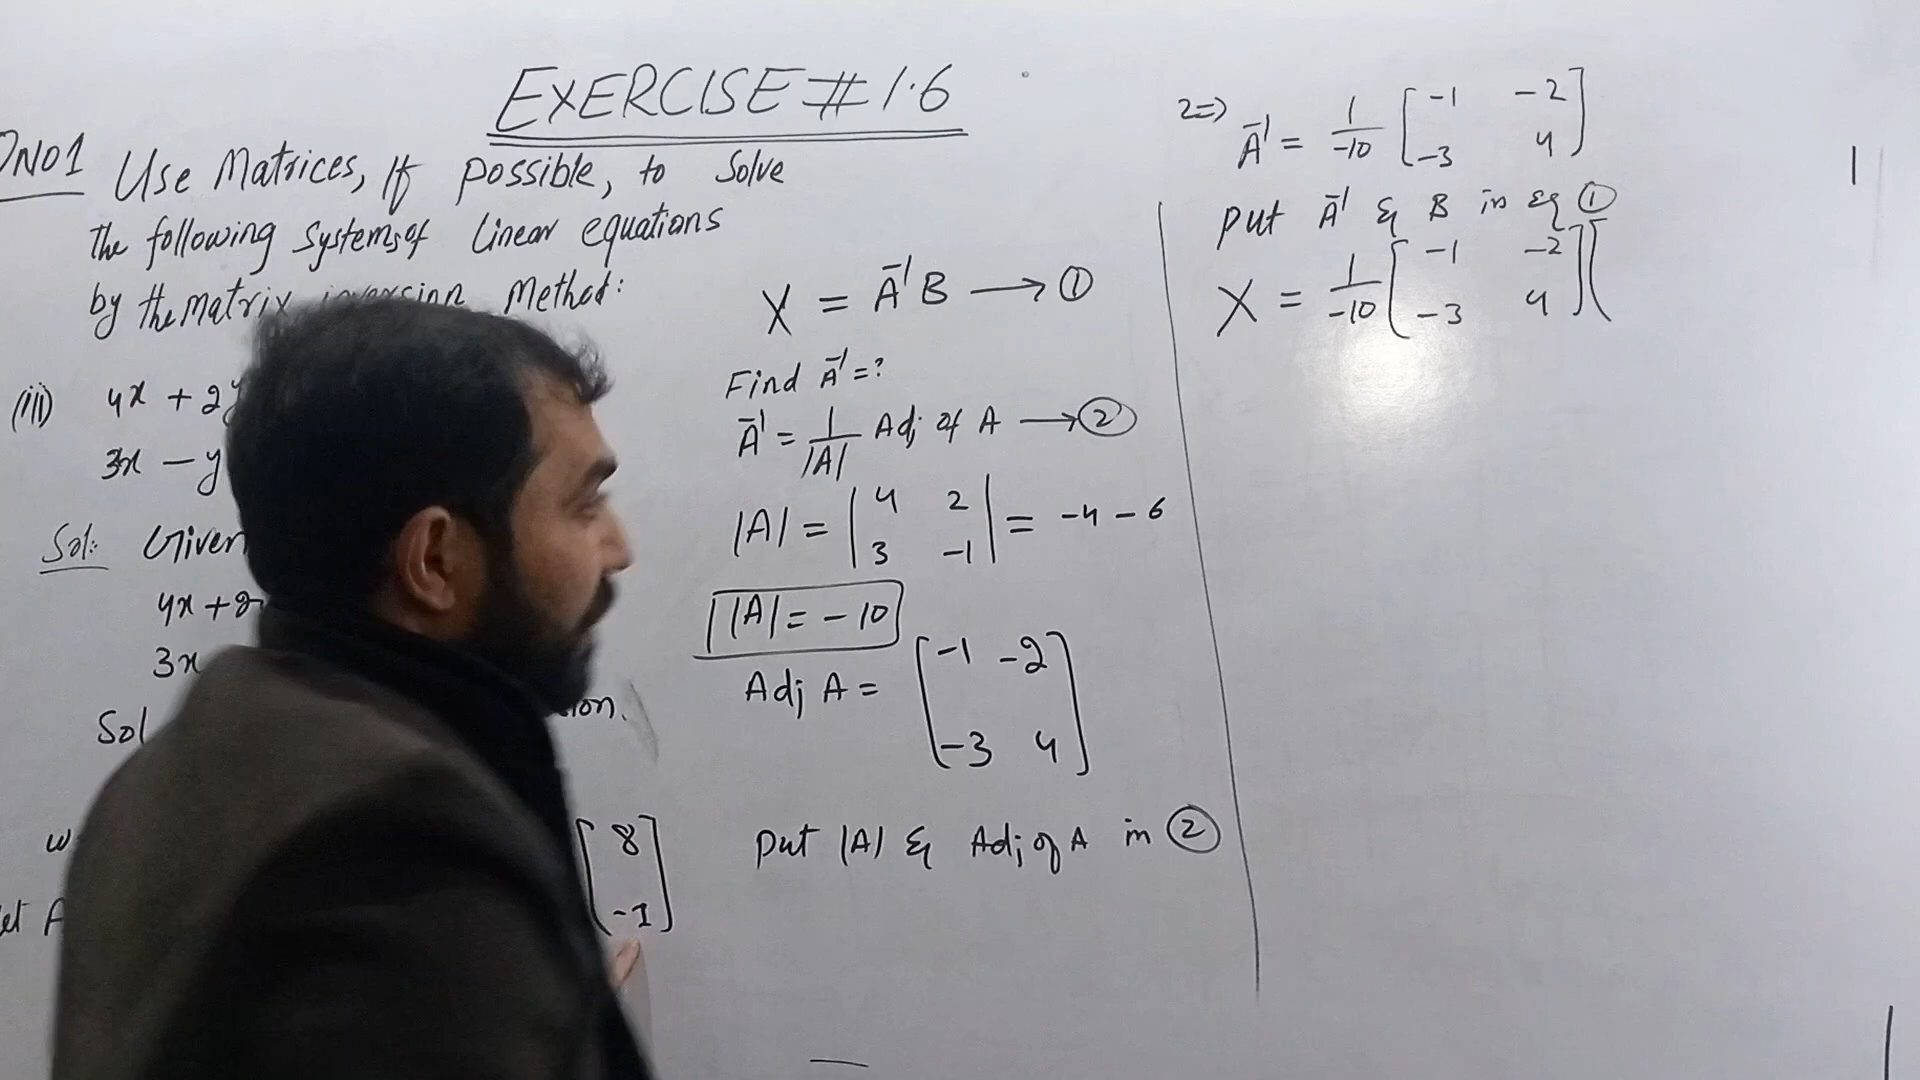 EXERCISE # 1.6
QNO1 Use Matrices, If possible, to Solve
the following systems of Linear equations
by the Matrix inversion Method:
(iii) 4x + 2y
3x - y
Sol: Given
4x + 2
3x
Sol
[8
-1]
X = A⁻¹B → ①
Find A⁻¹ = ?
A⁻¹ = 1/|A| Adj of A → ②
|A| = |4 2
3 -1| = -4 - 6
|A| = -10
Adj A = [-1 -2
-3 4]
Put |A| & Adj of A in ②
2 ⇒ A⁻¹ = 1/-10 [-1 -2
-3 4]
put A⁻¹ & B in eq ①
X = 1/-10 [-1 -2
-3 4] [